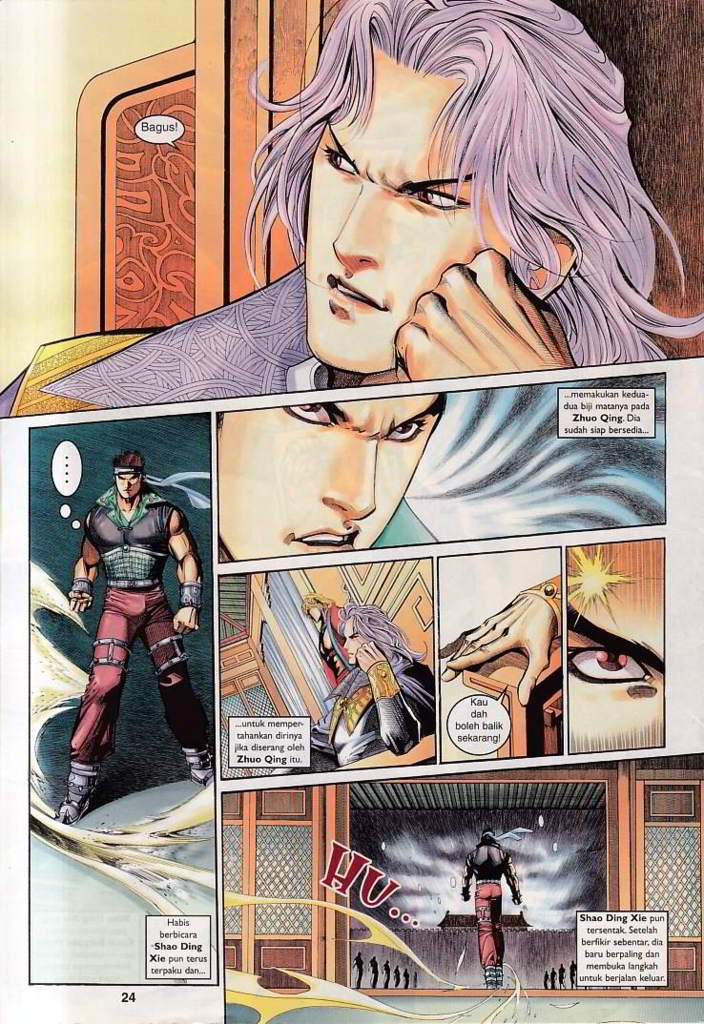 Bagus!
. . .
Habis
berbicara
Shao Ding
Xie pun terus
terpaku dan...
...memakukan kedua-
dua biji matanya pada
Zhuo Qing. Dia
sudah siap bersedia...
...untuk memper-
tahankan dirinya
jika diserang oleh
Zhuo Qing itu.
Kau
dah
boleh balik
sekarang!
HU...
Shao Ding Xie pun
tersentak. Setelah
berfikir sebentar, dia
baru berpaling dan
membuka langkah
untuk berjalan keluar.
24